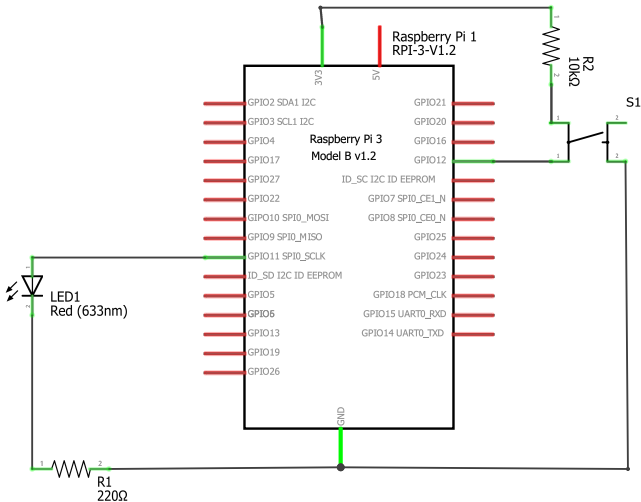 Raspberry Pi 1
RPI-3-V1.2
3V3
5V
1
2
R2
10kΩ
S1
GPIO2 SDA1 I2C
GPIO3 SCL1 I2C
GPIO4
GPIO17
GPIO27
GPIO22
GIPO10 SPI0_MOSI
GPIO9 SPI0_MISO
GPIO11 SPI0_SCLK
ID_SD I2C ID EEPROM
GPIO5
GPIO6
GPIO13
GPIO19
GPIO26
Raspberry Pi 3
Model B v1.2
GPIO21
GPIO20
GPIO16
GPIO12
ID_SC I2C ID EEPROM
GPIO7 SPI0_CE1_N
GPIO8 SPI0_CE0_N
GPIO25
GPIO24
GPIO23
GPIO18 PCM_CLK
GPIO15 UART0_RXD
GPIO14 UART0_TXD
1
2
3
2
1
LED1
Red (633nm)
2
GND
1
2
R1
220Ω